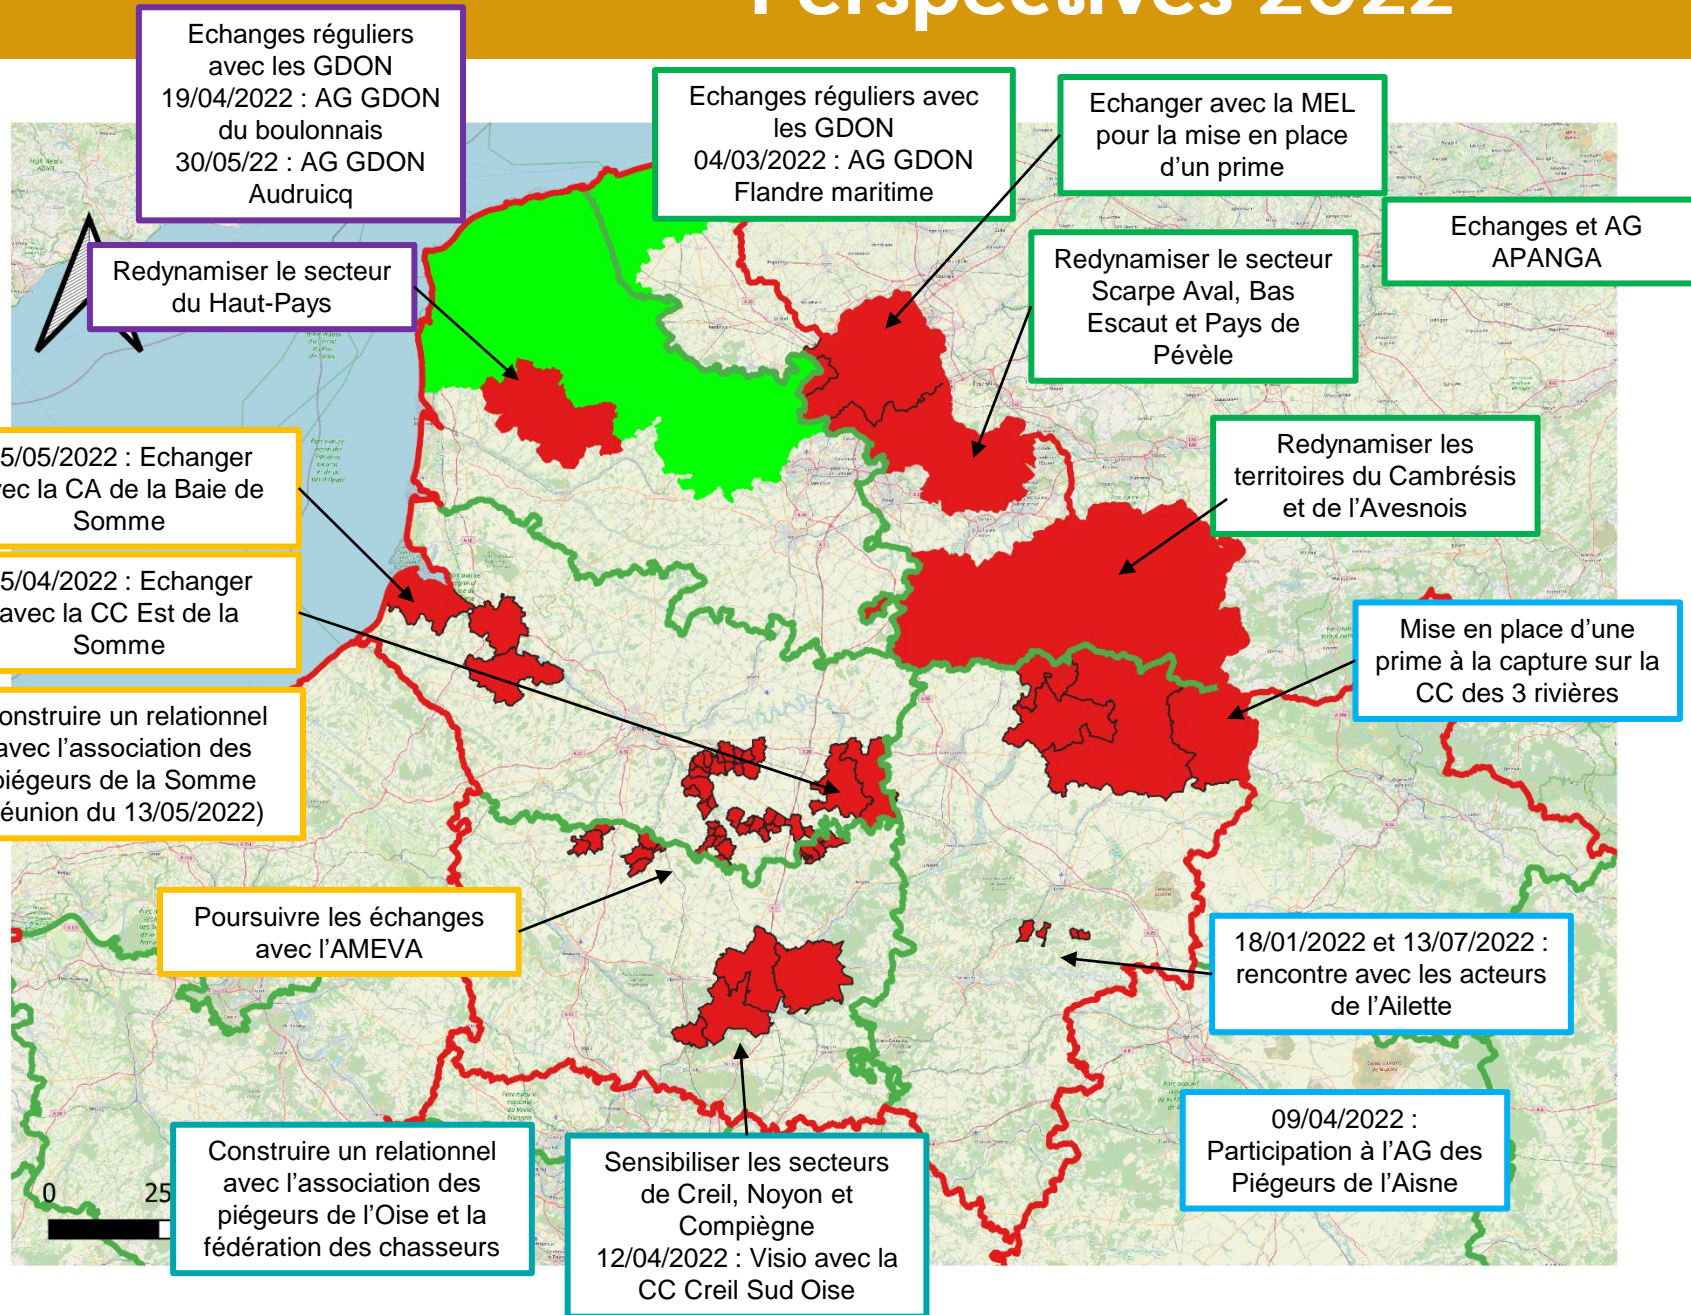 Perspectives 2022
Echanges réguliers
avec les GDON
19/04/2022 : AG GDON
du boulonnais
30/05/22 : AG GDON
Audruicq
Echanges réguliers avec
les GDON
04/03/2022 : AG GDON
Flandre maritime
Echanger avec la MEL
pour la mise en place
d'un prime
Echanges et AG
APANGA
Redynamiser le secteur
du Haut-Pays
Redynamiser le secteur
Scarpe Aval, Bas
Escaut et Pays de
Pévèle
Redynamiser les
territoires du Cambrésis
et de l'Avesnois
5/05/2022 : Echanger
vec la CA de la Baie de
Somme
5/04/2022 : Echanger
avec la CC Est de la
Somme
onstruire un relationnel
avec l'association des
piégeurs de la Somme
éunion du 13/05/2022)
Mise en place d'une
prime à la capture sur la
CC des 3 rivières
Poursuivre les échanges
avec l'AMEVA
18/01/2022 et 13/07/2022 :
rencontre avec les acteurs
de l'Ailette
09/04/2022 :
Participation à l'AG des
Piégeurs de l'Aisne
Construire un relationnel
avec l'association des
piégeurs de l'Oise et la
fédération des chasseurs
Sensibiliser les secteurs
de Creil, Noyon et
Compiègne
12/04/2022 : Visio avec la
CC Creil Sud Oise
0 25